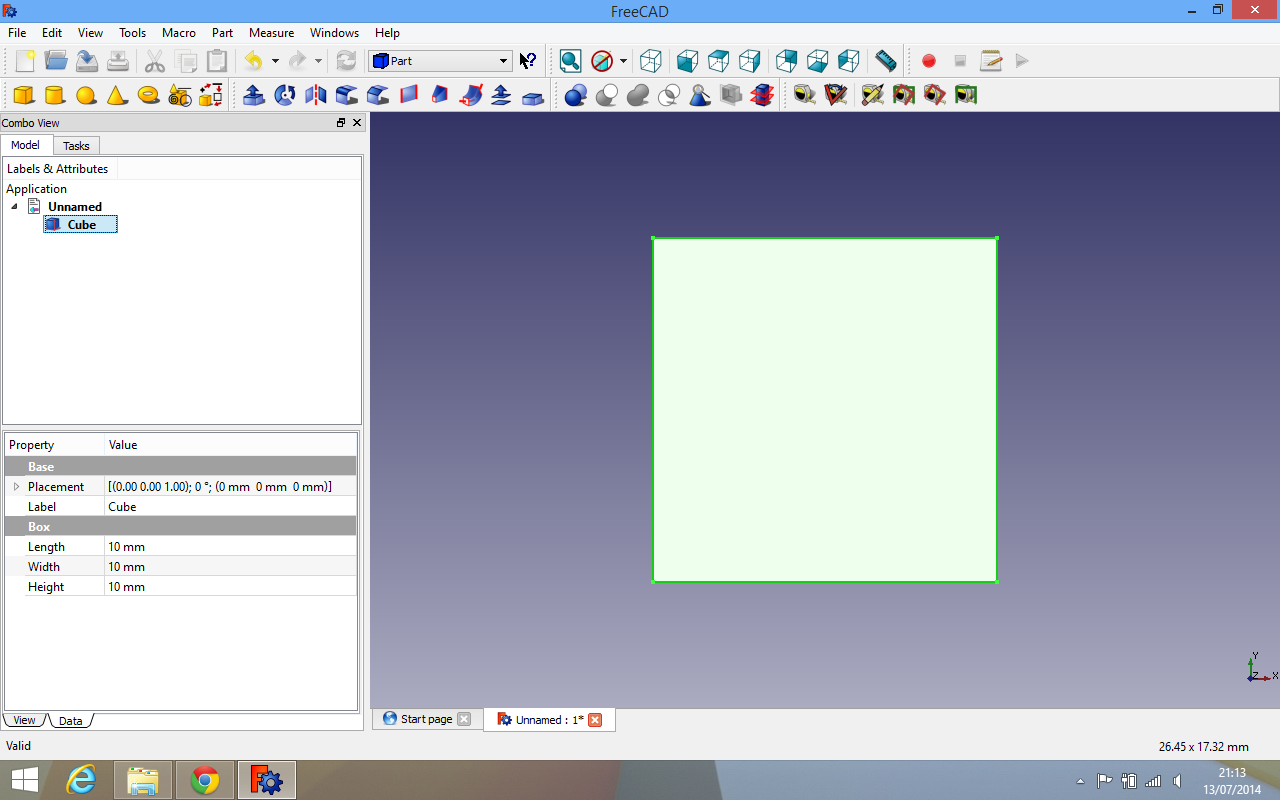 FreeCAD
File Edit View Tools Macro Part Measure Windows Help
Part
Combo View
Model Tasks
Labels & Attributes
Application
Unnamed
Cube
Property Value
Base
Placement [(0.00 0.00 1.00); 0 °; (0 mm 0 mm 0 mm)]
Label Cube
Box
Length 10 mm
Width 10 mm
Height 10 mm
Y
Z X
View Data
Start page Unnamed : 1*
Valid 26.45 x 17.32 mm
21:13
13/07/2014